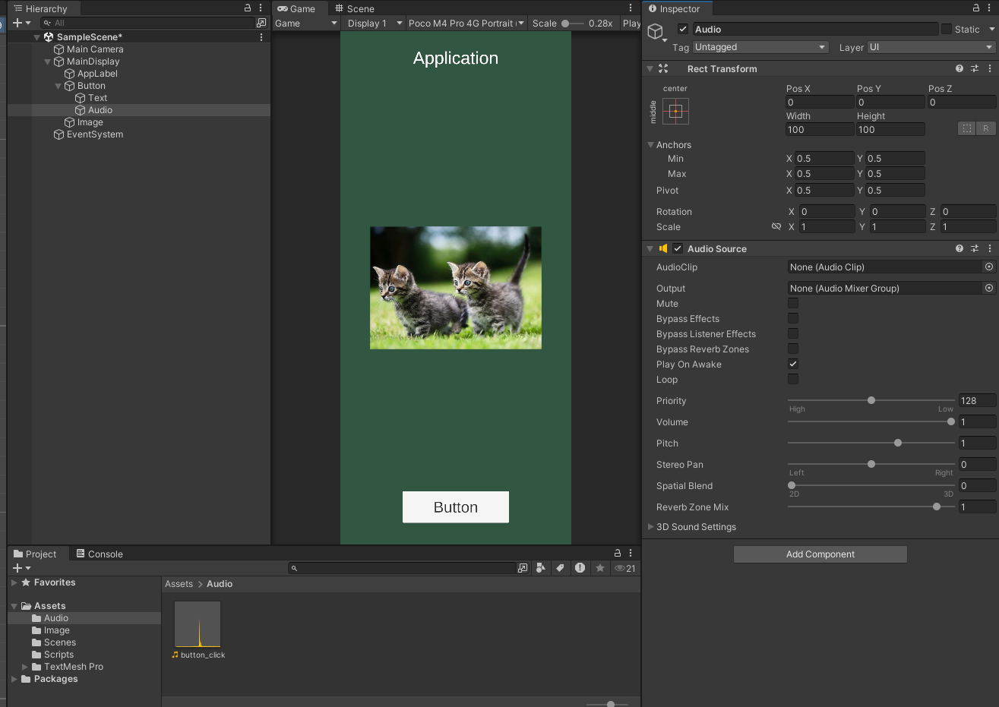 Hierarchy
All
SampleScene*
Main Camera
MainDisplay
AppLabel
Button
Text
Audio
Image
EventSystem
Game
Scene
Game
Display 1
Poco M4 Pro 4G Portrait
Scale
0.28x
Play
Application
Button
Project
Console
21
Favorites
Assets
Audio
Image
Scenes
Scripts
TextMesh Pro
Packages
Assets > Audio
button_click
Inspector
Audio
Static
Tag
Untagged
Layer
UI
Rect Transform
center
middle
Pos X
Pos Y
Pos Z
0
0
0
Width
Height
100
100
R
Anchors
Min
X 0.5
Y 0.5
Max
X 0.5
Y 0.5
Pivot
X 0.5
Y 0.5
Rotation
X 0
Y 0
Z 0
Scale
X 1
Y 1
Z 1
Audio Source
AudioClip
None (Audio Clip)
Output
None (Audio Mixer Group)
Mute
Bypass Effects
Bypass Listener Effects
Bypass Reverb Zones
Play On Awake
Loop
Priority
128
High
Low
Volume
1
Pitch
1
Stereo Pan
0
Left
Right
Spatial Blend
0
2D
3D
Reverb Zone Mix
1
3D Sound Settings
Add Component